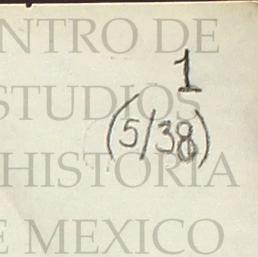 NTRO DE
1
STUDIOS
(5/38)
HISTORIA
E MEXICO